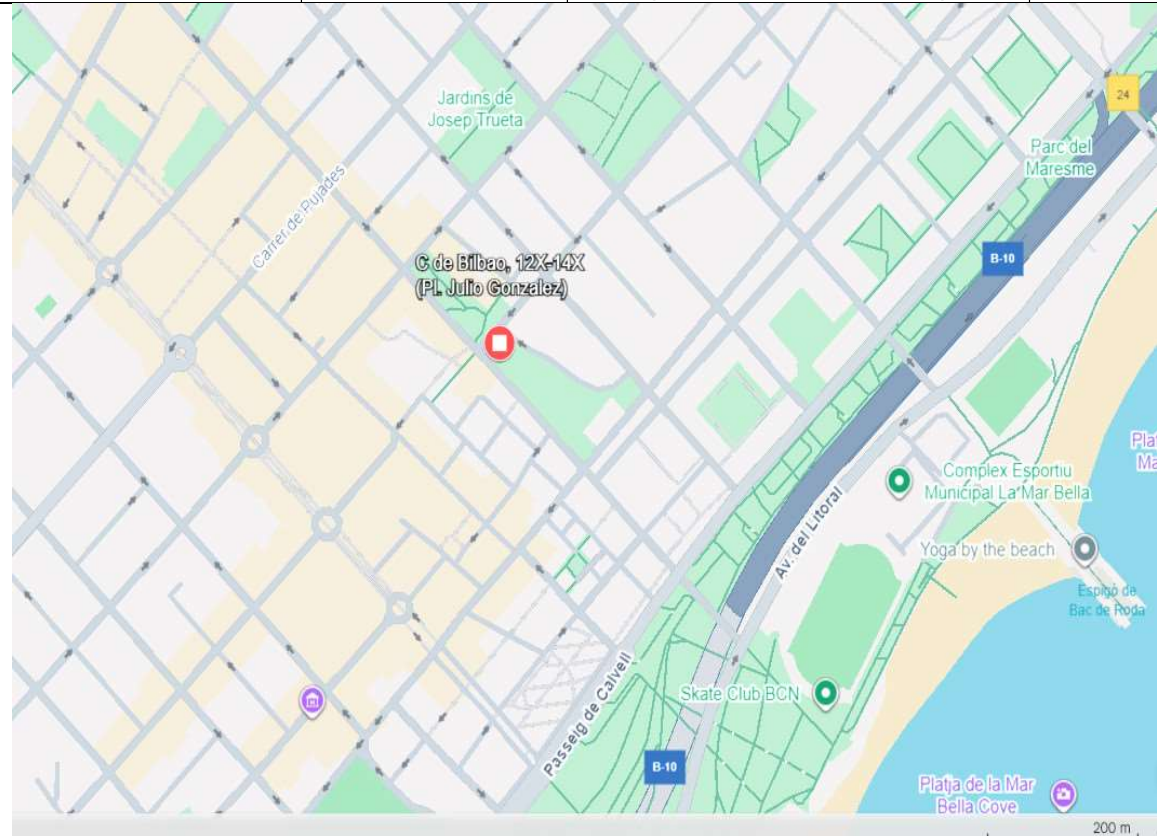 Jardins de
Josep Trueta
24
Parc del
Maresme
Carrer de Pujades
B-10
C de Bilbao, 12X-14X
(Pl. Julio Gonzalez)
Pla
Ma
Complex Esportiu
Municipal La Mar Bella
Av. del Litoral
Yoga by the beach
Espigó de
Bac de Roda
Passeig de Calvell
Skate Club BCN
B-10
Platja de la Mar
Bella Cove
200 m